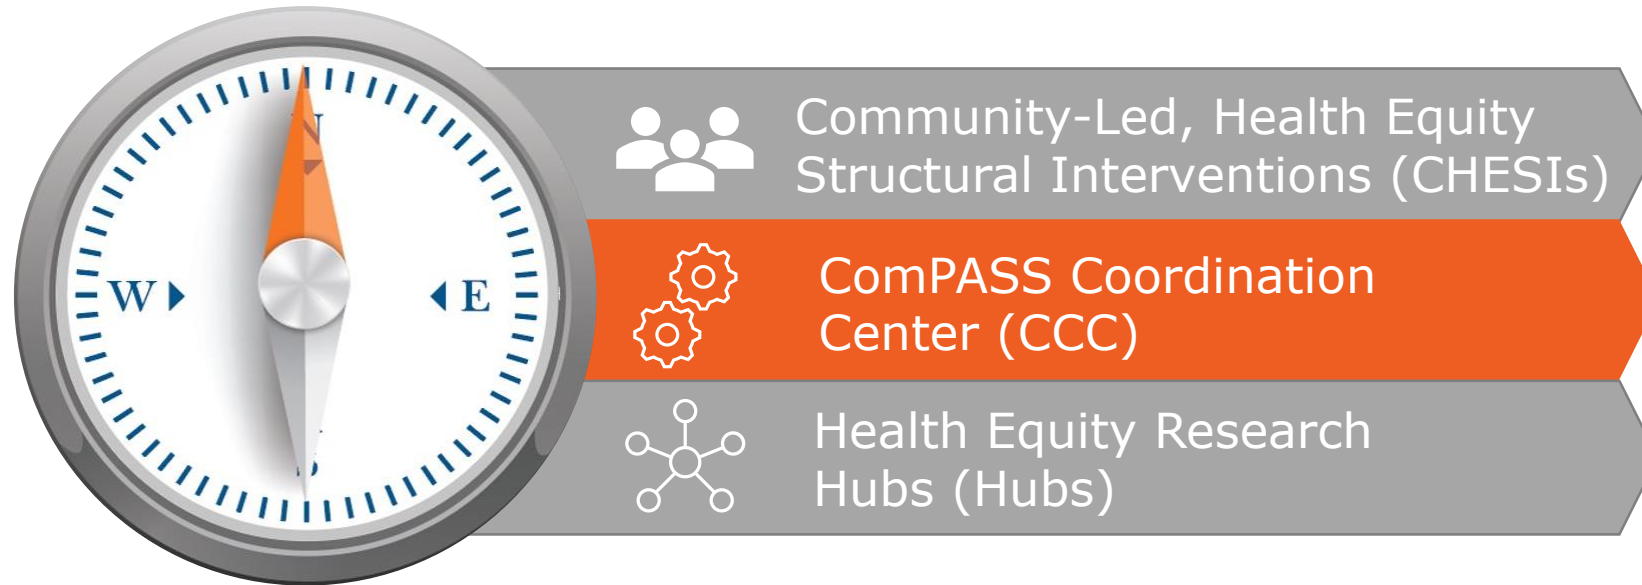 N
W
E
Community-Led, Health Equity
Structural Interventions (CHESIs)
ComPASS Coordination
Center (CCC)
Health Equity Research
Hubs (Hubs)